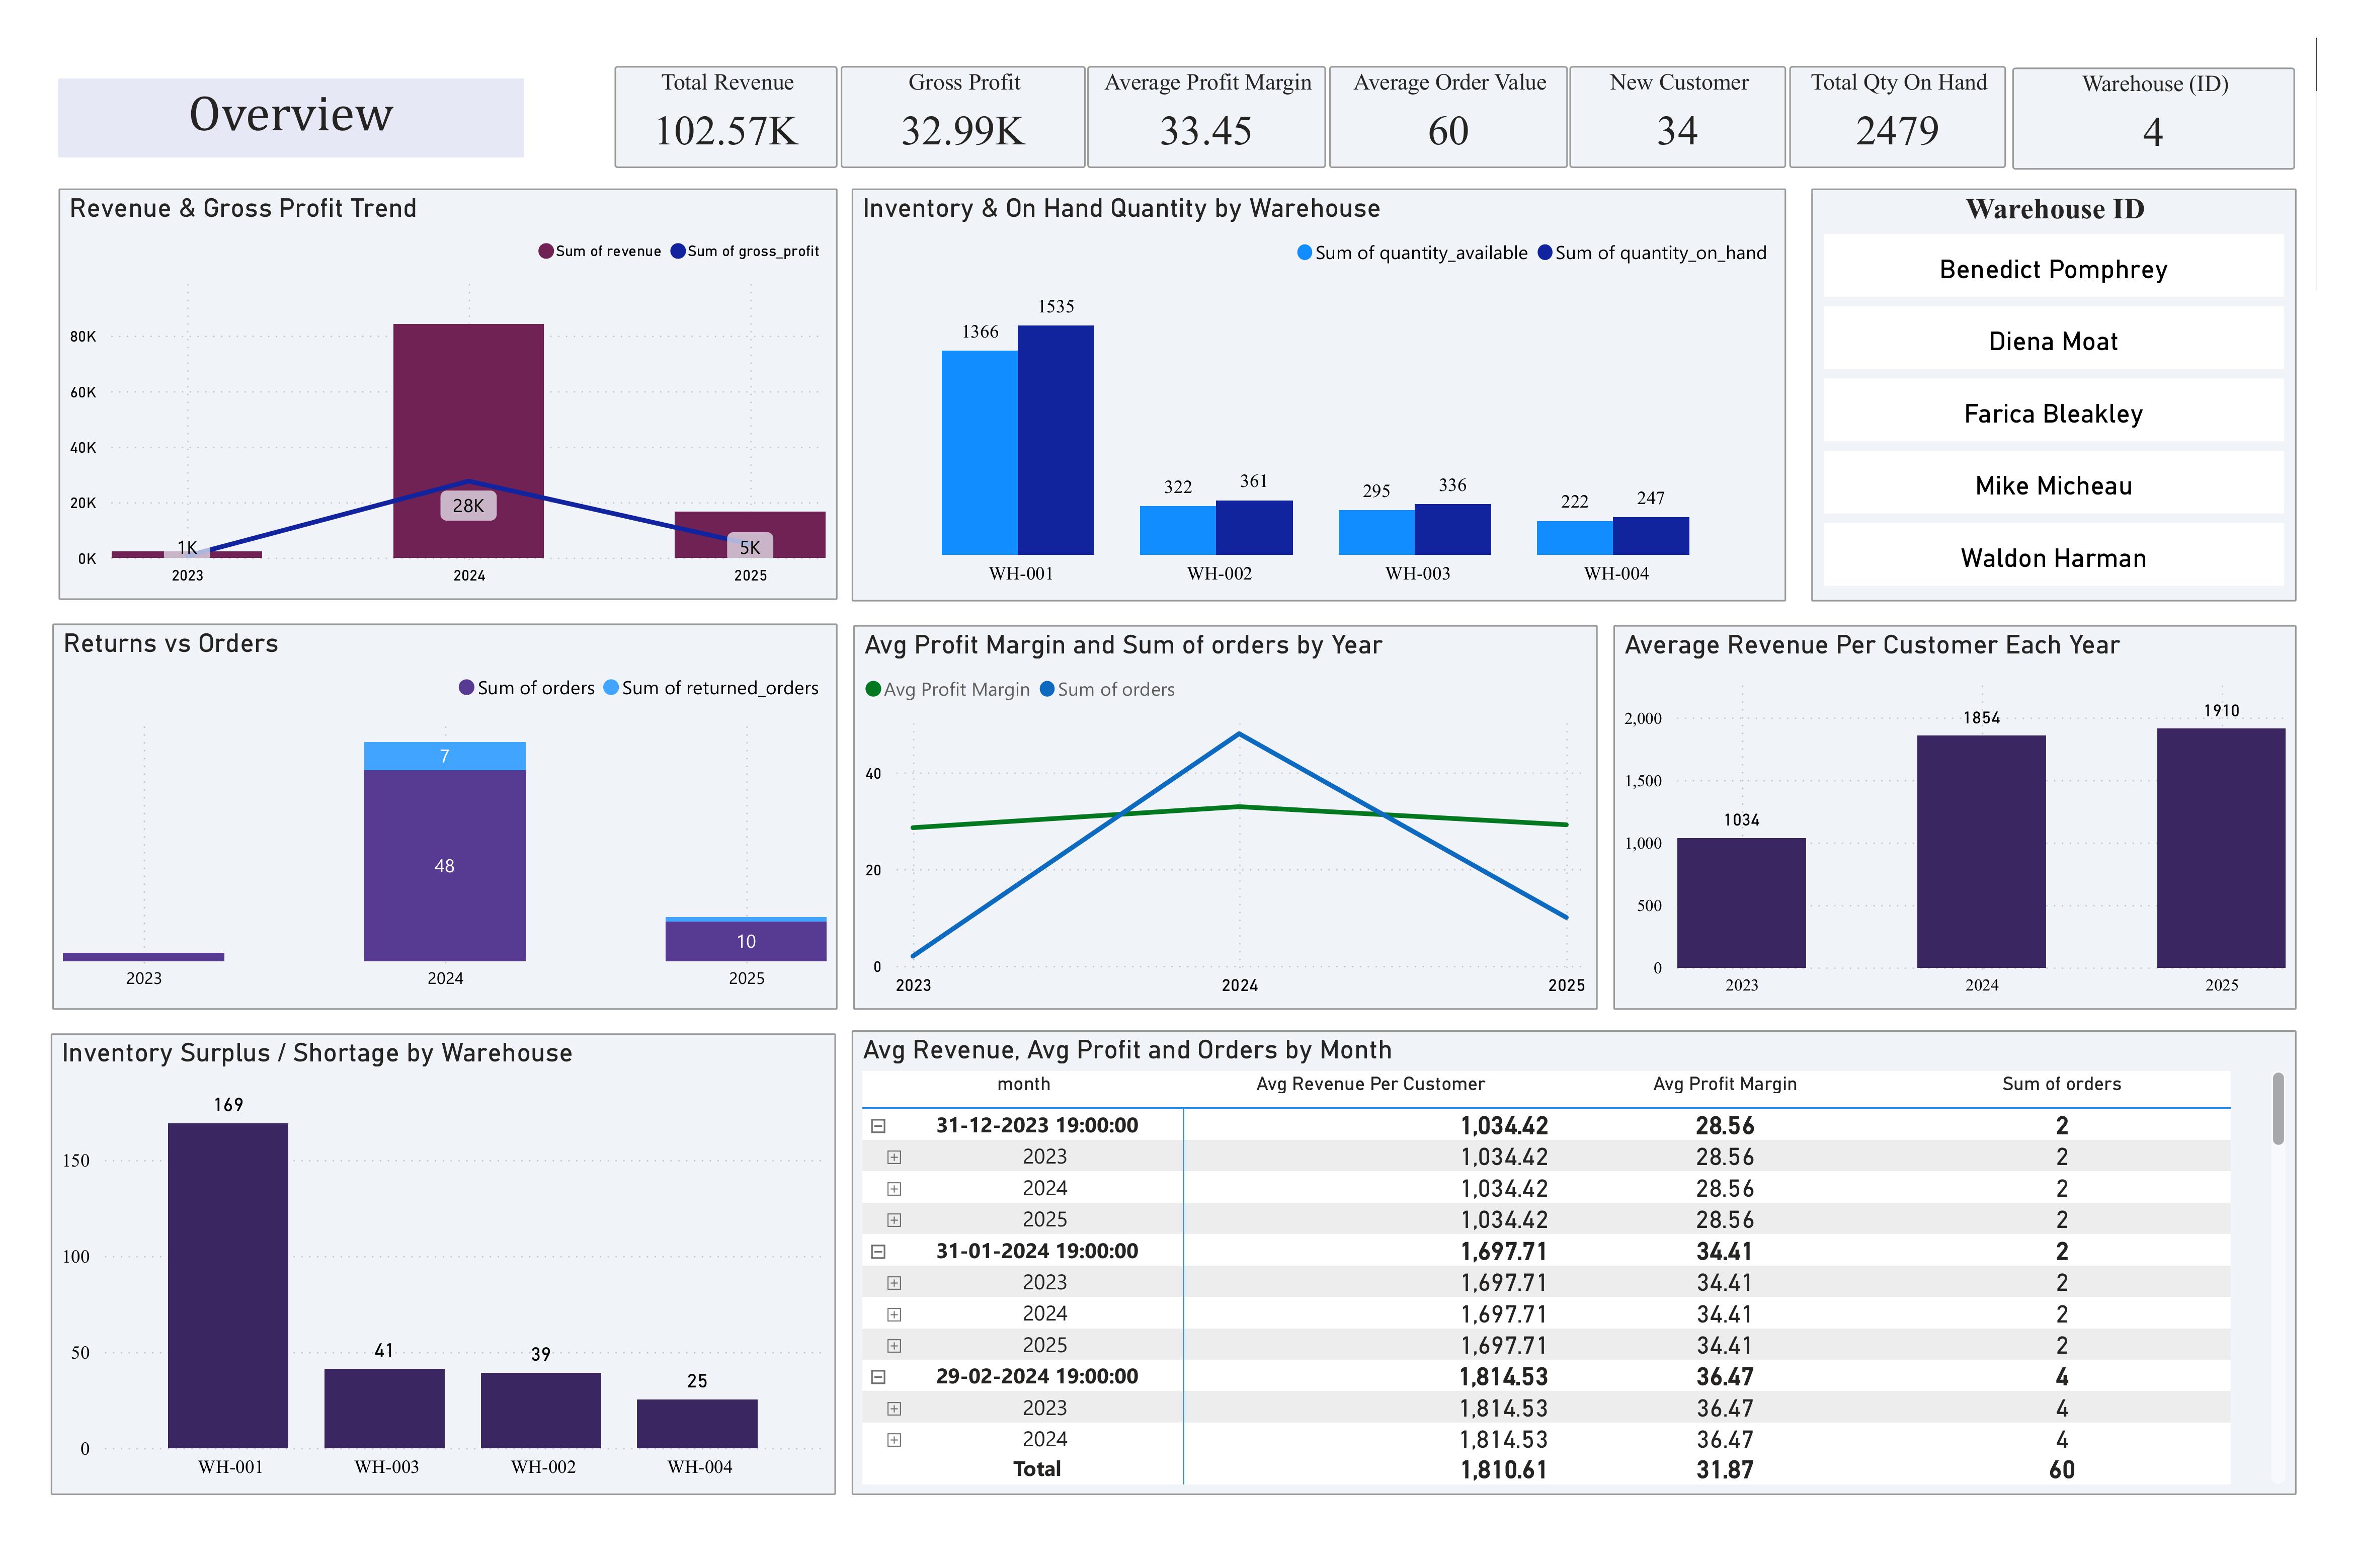 Overview
Total Revenue
102.57K
Gross Profit
32.99K
Average Profit Margin
33.45
Average Order Value
60
New Customer
34
Total Qty On Hand
2479
Warehouse (ID)
4
Revenue & Gross Profit Trend
Sum of revenue Sum of gross_profit
80K
60K
40K
20K
0K
1K
28K
5K
2023 2024 2025
Inventory & On Hand Quantity by Warehouse
Sum of quantity_available Sum of quantity_on_hand
1366 1535
322 361
295 336
222 247
WH-001 WH-002 WH-003 WH-004
Warehouse ID
Benedict Pomphrey
Diena Moat
Farica Bleakley
Mike Micheau
Waldon Harman
Returns vs Orders
Sum of orders Sum of returned_orders
7
48
10
2023 2024 2025
Avg Profit Margin and Sum of orders by Year
Avg Profit Margin Sum of orders
40
20
0
2023 2024 2025
Average Revenue Per Customer Each Year
2,000
1,500
1,000
500
0
1034
1854
1910
2023 2024 2025
Inventory Surplus / Shortage by Warehouse
150
100
50
0
169
41
39
25
WH-001 WH-003 WH-002 WH-004
Avg Revenue, Avg Profit and Orders by Month
month Avg Revenue Per Customer Avg Profit Margin Sum of orders
31-12-2023 19:00:00 1,034.42 28.56 2
2023 1,034.42 28.56 2
2024 1,034.42 28.56 2
2025 1,034.42 28.56 2
31-01-2024 19:00:00 1,697.71 34.41 2
2023 1,697.71 34.41 2
2024 1,697.71 34.41 2
2025 1,697.71 34.41 2
29-02-2024 19:00:00 1,814.53 36.47 4
2023 1,814.53 36.47 4
2024 1,814.53 36.47 4
Total 1,810.61 31.87 60